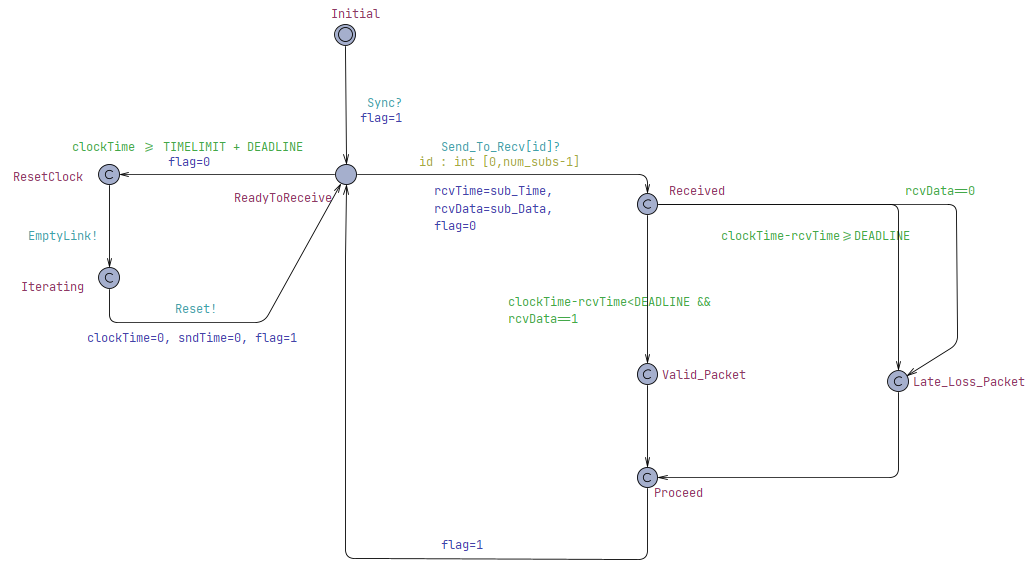 Initial
Sync?
flag=1
clockTime ⩾ TIMELIMIT + DEADLINE
flag=0
Send_To_Recv[id]?
id : int [0,num_subs-1]
ResetClock
C
ReadyToReceive
rcvTime=sub_Time,
rcvData=sub_Data,
flag=0
C
Received
rcvData==0
EmptyLink!
clockTime-rcvTime⩾DEADLINE
C
Iterating
Reset!
clockTime=0, sndTime=0, flag=1
clockTime-rcvTime<DEADLINE &&
rcvData==1
C
Valid_Packet
C
Late_Loss_Packet
C
Proceed
flag=1